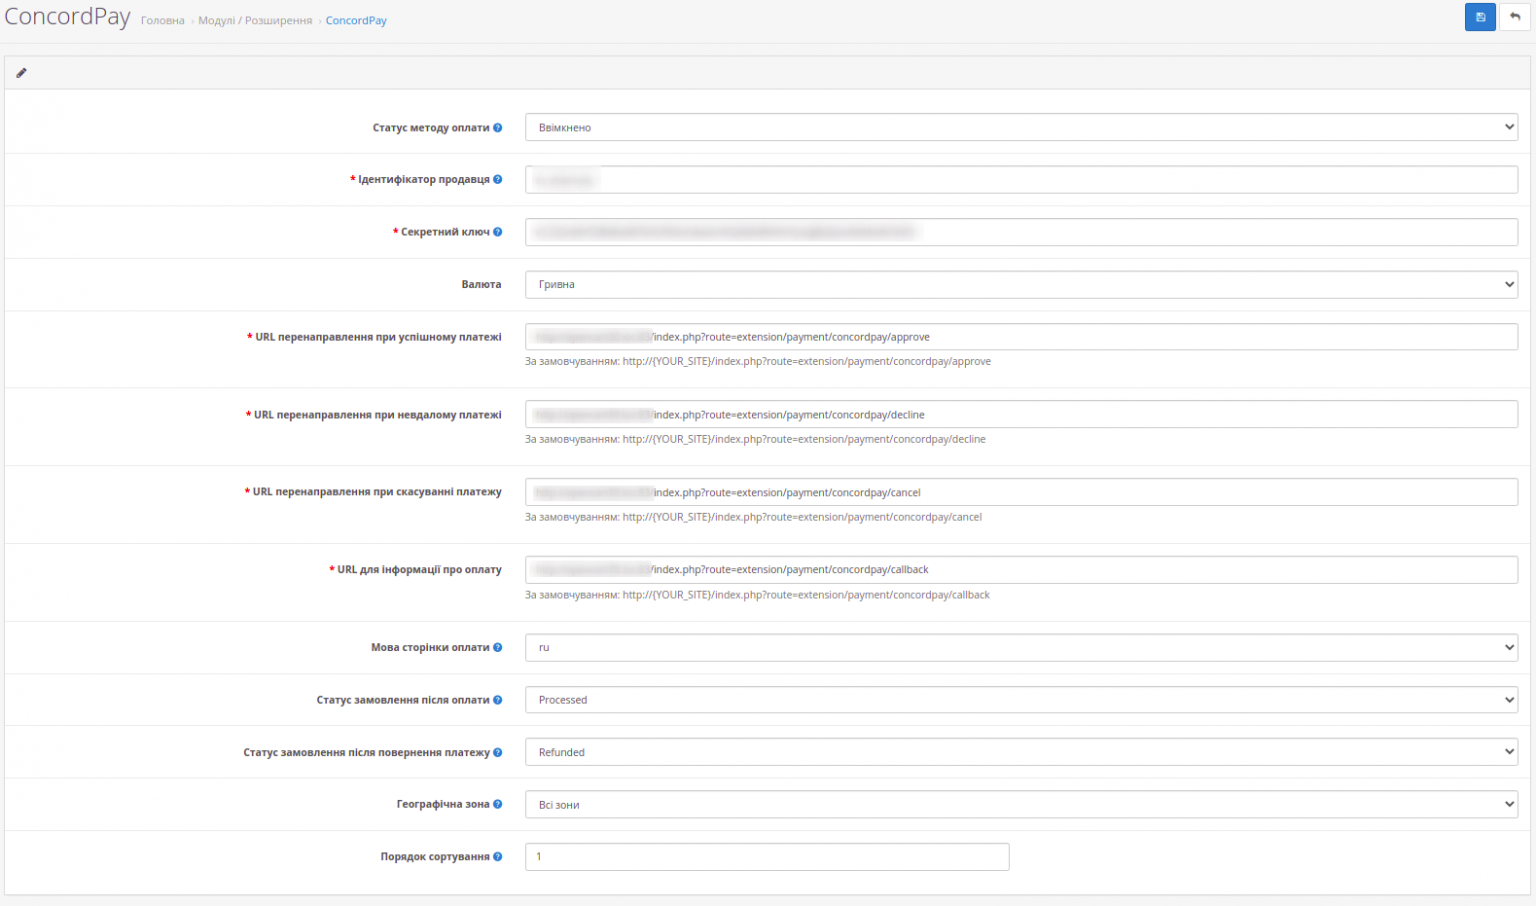 ConcordPay Головна › Модулі / Розширення › ConcordPay
Статус методу оплати ? Ввімкнено
* Ідентифікатор продавця ?
* Секретний ключ ?
Валюта Гривна
* URL перенаправлення при успішному платежі /index.php?route=extension/payment/concordpay/approve
За замовчуванням: http://{YOUR_SITE}/index.php?route=extension/payment/concordpay/approve
* URL перенаправлення при невдалому платежі /index.php?route=extension/payment/concordpay/decline
За замовчуванням: http://{YOUR_SITE}/index.php?route=extension/payment/concordpay/decline
* URL перенаправлення при скасуванні платежу /index.php?route=extension/payment/concordpay/cancel
За замовчуванням: http://{YOUR_SITE}/index.php?route=extension/payment/concordpay/cancel
* URL для інформації про оплату /index.php?route=extension/payment/concordpay/callback
За замовчуванням: http://{YOUR_SITE}/index.php?route=extension/payment/concordpay/callback
Мова сторінки оплати ? ru
Статус замовлення після оплати ? Processed
Статус замовлення після повернення платежу ? Refunded
Географічна зона ? Всі зони
Порядок сортування ? 1